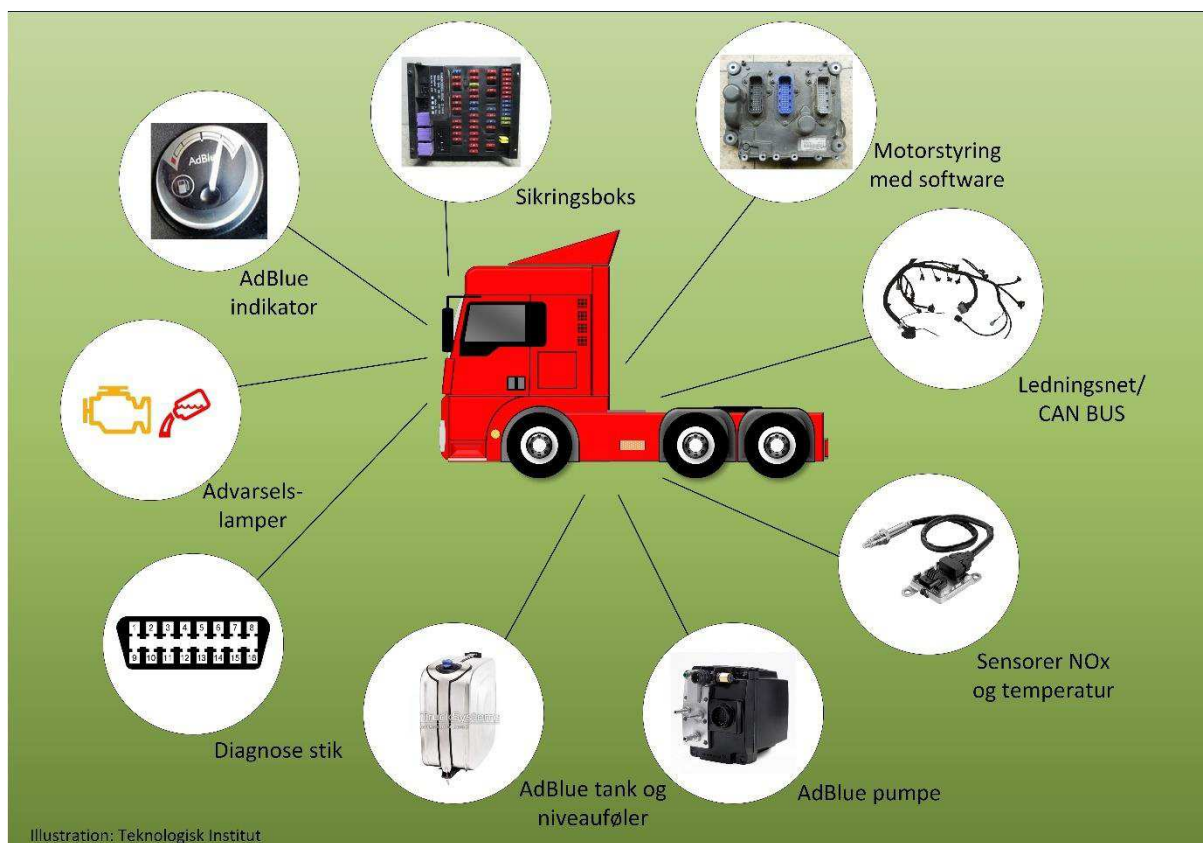 Sikringsboks
Motorstyring
med software
AdBlue
AdBlue
indikator
Ledningsnet/
CAN BUS
Advarsels-
lamper
1 2 3 4 5 6 7 8
9 10 11 12 13 14 15 16
Diagnose stik
Sensorer NOx
og temperatur
AdBlue tank og
niveauføler
AdBlue pumpe
Illustration: Teknologisk Institut